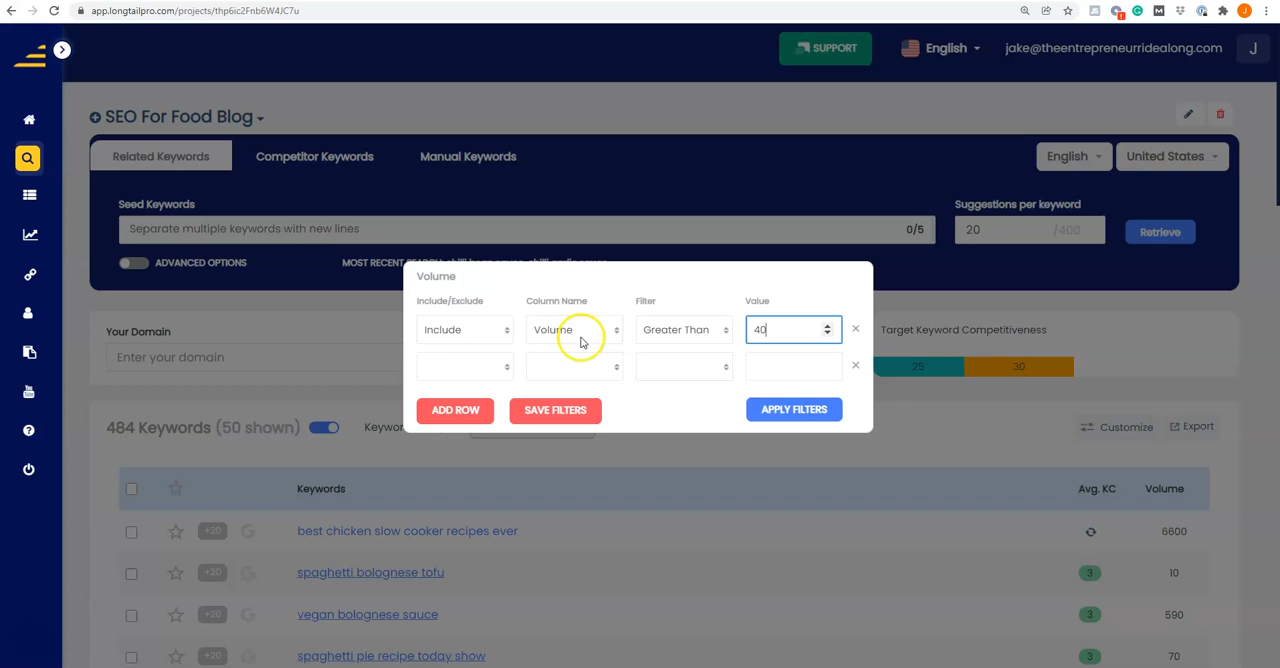 app.longtailpro.com/projects/thp6ic2Fnb6W4JC7u
SUPPORT
English
jake@theentrepreneurridealong.com
J
SEO For Food Blog
Related Keywords
Competitor Keywords
Manual Keywords
English
United States
Seed Keywords
Suggestions per keyword
Separate multiple keywords with new lines
0/5
20
/400
Retrieve
ADVANCED OPTIONS
MOST RECENT
Volume
Include/Exclude
Column Name
Filter
Value
Include
Volume
Greater Than
40
ADD ROW
SAVE FILTERS
APPLY FILTERS
Your Domain
Enter your domain
Target Keyword Competitiveness
25
30
484 Keywords (50 shown)
Customize
Export
Keywords
Avg. KC
Volume
+20
best chicken slow cooker recipes ever
6600
+20
spaghetti bolognese tofu
3
10
+20
vegan bolognese sauce
3
590
+20
spaghetti pie recipe today show
3
70